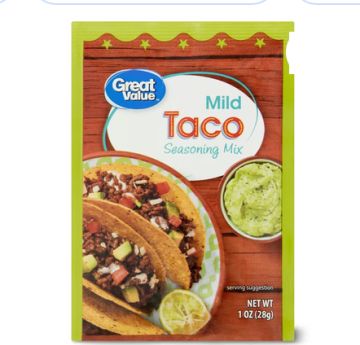 Great
Value
Mild
Taco
Seasoning Mix
serving suggestion
NET WT
1 OZ (28g)